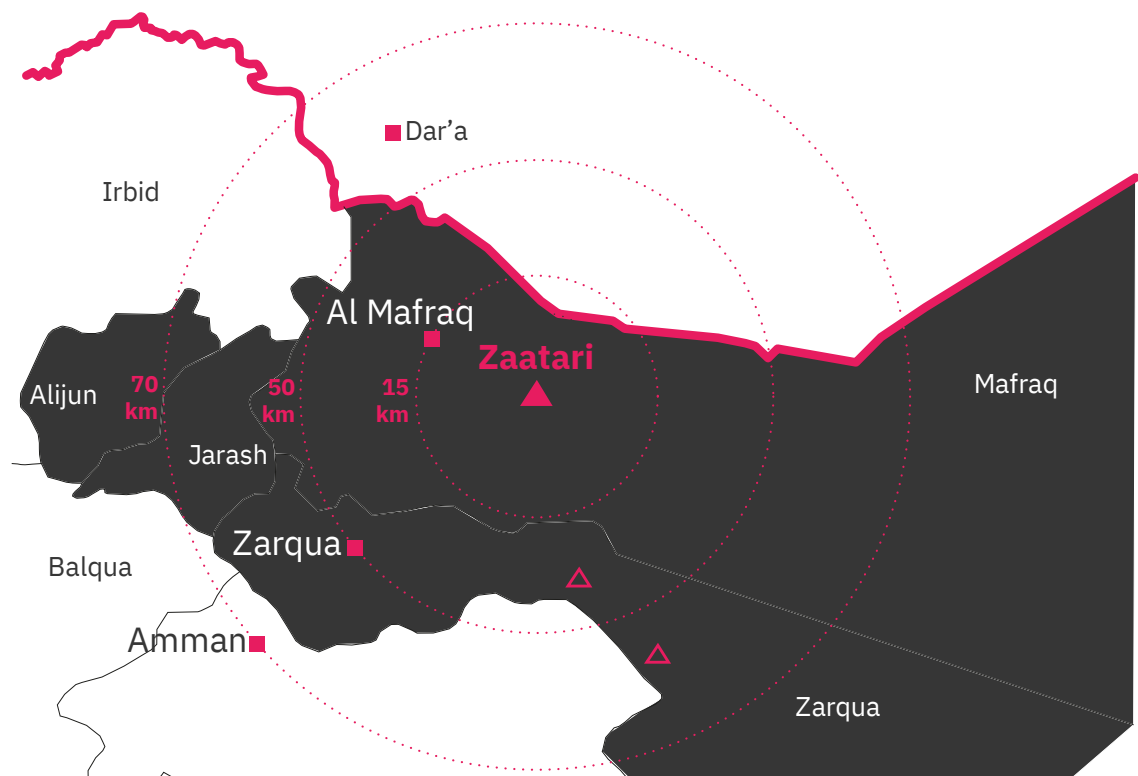 Dar’a
Irbid
Al Mafraq
Zaatari
Alijun
70
km
50
km
15
km
Mafraq
Jarash
Zarqua
Balqua
Amman
Zarqua